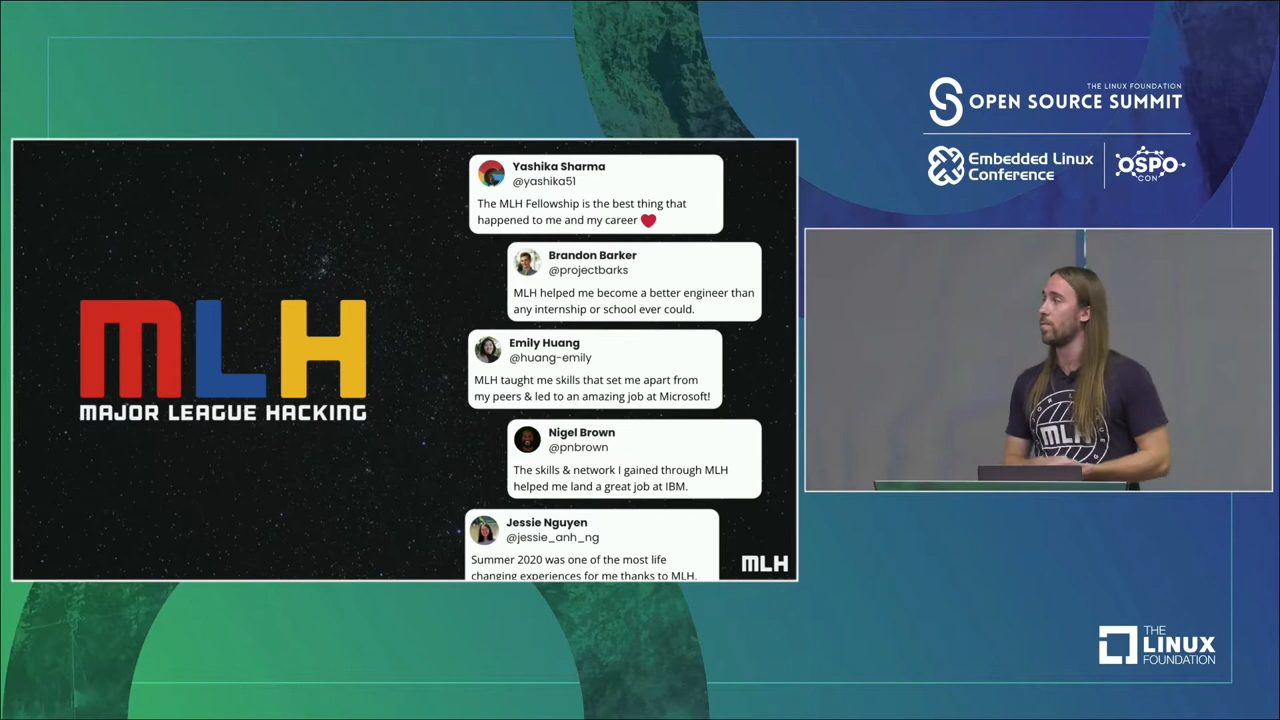 THE LINUX FOUNDATION
OPEN SOURCE SUMMIT
Embedded Linux
Conference
OSPO
CON
Yashika Sharma
@yashika51
The MLH Fellowship is the best thing that
happened to me and my career
Brandon Barker
@projectbarks
MLH helped me become a better engineer than
any internship or school ever could.
Emily Huang
@huang-emily
MLH taught me skills that set me apart from
my peers & led to an amazing job at Microsoft!
Nigel Brown
@pnbrown
The skills & network I gained through MLH
helped me land a great job at IBM.
Jessie Nguyen
@jessie_anh_ng
Summer 2020 was one of the most life
changing experiences for me thanks to MLH.
MLH
MAJOR LEAGUE HACKING
MLH
MLH
THE
LINUX
FOUNDATION